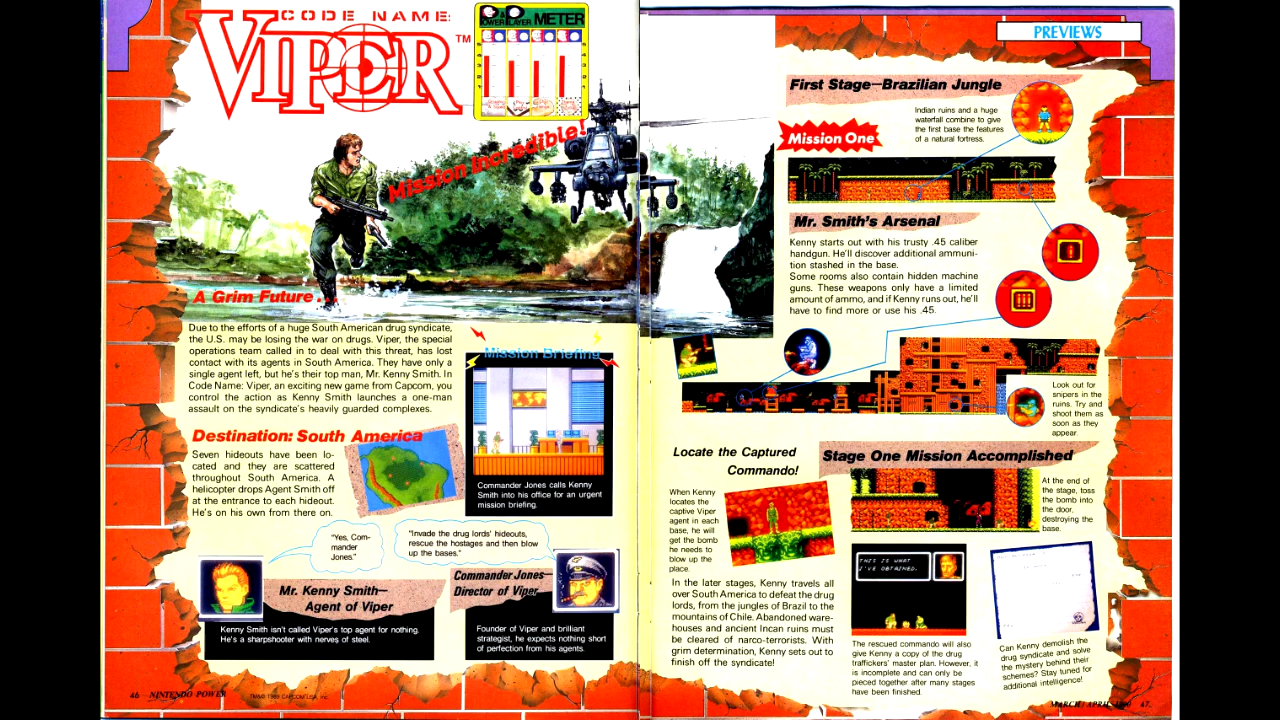 CODE NAME:
VIPER™
POWER PLAYER METER
Mission Incredible!
A Grim Future...
Due to the efforts of a huge South American drug syndicate,
the U.S. may be losing the war on drugs. Viper, the special
operations team called in to deal with this threat, has lost
contact with its agents in South America. They have only a
single agent left, but he's their top man, Mr. Kenny Smith. In
Code Name: Viper, an exciting new game from Capcom, you
control the action as Kenny Smith launches a one-man
assault on the syndicate's heavily guarded complexes.
Destination: South America
Seven hideouts have been lo-
cated and they are scattered
throughout South America. A
helicopter drops Agent Smith off
at the entrance to each hideout.
He's on his own from there on.
Mission Briefing
Commander Jones calls Kenny
Smith into his office for an urgent
mission briefing.
"Yes, Com-
mander
Jones."
"Invade the drug lords' hideouts,
rescue the hostages and then blow
up the bases."
Mr. Kenny Smith—
Agent of Viper
Kenny Smith isn't called Viper's top agent for nothing.
He's a sharpshooter with nerves of steel.
Commander Jones—
Director of Viper
Founder of Viper and brilliant
strategist, he expects nothing short
of perfection from his agents.
46 NINTENDO POWER
TM&© 1989 CAPCOM USA, Inc.
PREVIEWS
First Stage—Brazilian Jungle
Indian ruins and a huge
waterfall combine to give
the first base the features
of a natural fortress.
Mission One
Mr. Smith's Arsenal
Kenny starts out with his trusty .45 caliber
handgun. He'll discover additional ammuni-
tion stashed in the base.
Some rooms also contain hidden machine
guns. These weapons only have a limited
amount of ammo, and if Kenny runs out, he'll
have to find more or use his .45.
Look out for
snipers in the
ruins. Try and
shoot them as
soon as they
appear.
Locate the Captured
Commando!
When Kenny
locates the
captive Viper
agent in each
base, he will
get the bomb
he needs to
blow up the
place.
In the later stages, Kenny travels all
over South America to defeat the drug
lords, from the jungles of Brazil to the
mountains of Chile. Abandoned ware-
houses and ancient Incan ruins must
be cleared of narco-terrorists. With
grim determination, Kenny sets out to
finish off the syndicate!
Stage One Mission Accomplished
At the end of
the stage, toss
the bomb into
the door,
destroying the
base.
THIS IS WHAT
I'VE OBTAINED.
The rescued commando will also
give Kenny a copy of the drug
traffickers' master plan. However, it
is incomplete and can only be
pieced together after many stages
have been finished.
Can Kenny demolish the
drug syndicate and solve
the mystery behind their
schemes? Stay tuned for
additional intelligence!
MARCH/APRIL 1990 47